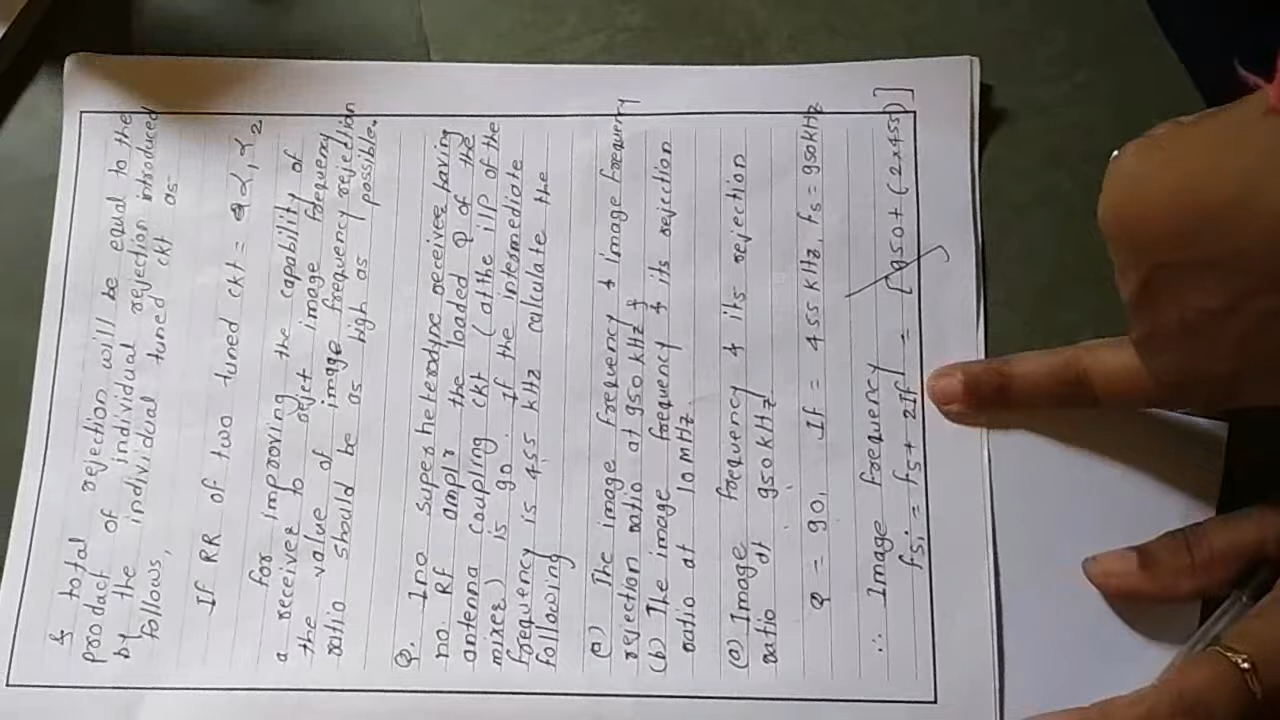 & total rejection will be equal to the
product of individual rejection introduced
by the individual tuned ckt as
follows,
If RR of two tuned ckt = α1 α2
for improving the capability of
a receiver to reject image frequency
the value of image frequency rejection
ratio should be as high as possible.
Q. Ino superheterodyne receiver having
no. Rf amplr the loaded Q of the
antenna coupling ckt (at the i/p of the
mixer) is 90. If the intermediate
frequency is 455 kHz calculate the
following
(a) The image frequency & image frequency
rejection ratio at 950 kHz &
(b) The image frequency & its rejection
ratio at 10 MHz
(a) Image frequency & its rejection
ratio at 950 kHz
Q = 90, If = 455 kHz, fs = 950 kHz
∴ Image frequency
fsi = fs + 2If = [950 + (2x455)]